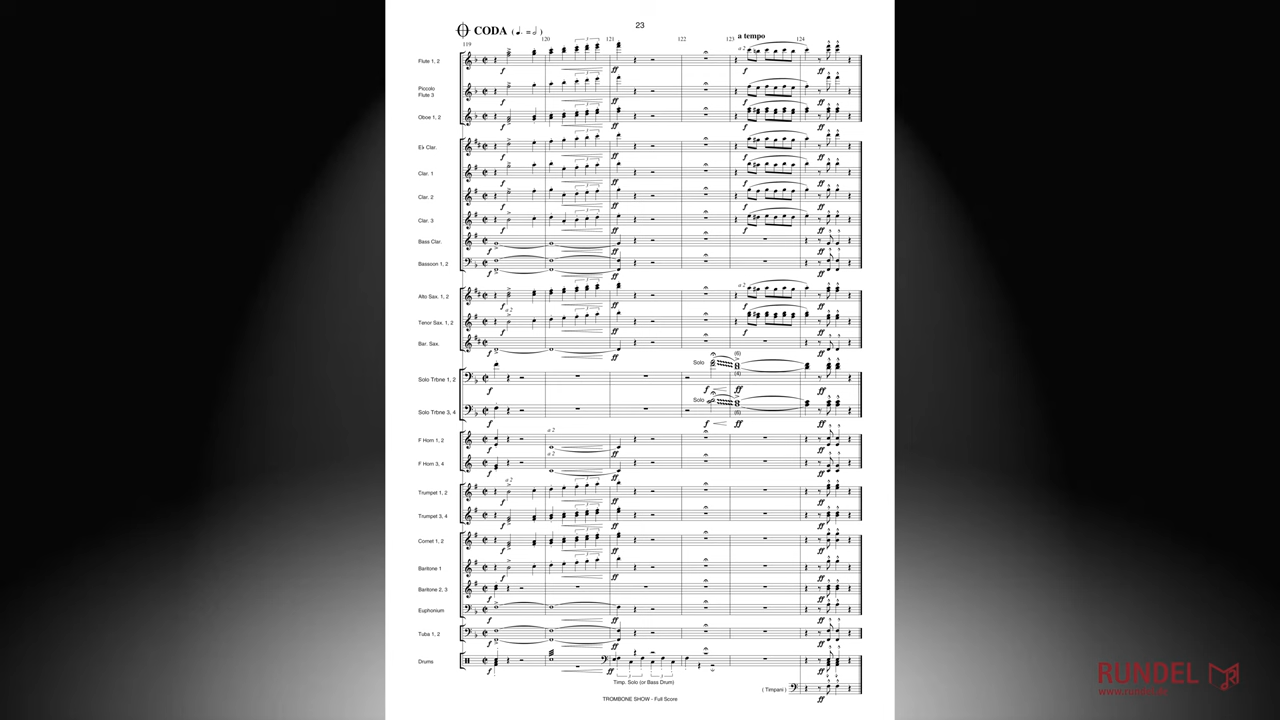 23
CODA ( ♩. = 𝅗𝅥 )
119 120 121 122 123 a tempo 124
Flute 1, 2
Piccolo
Flute 3
Oboe 1, 2
E♭ Clar.
Clar. 1
Clar. 2
Clar. 3
Bass Clar.
Bassoon 1, 2
Alto Sax. 1, 2
Tenor Sax. 1, 2
Bar. Sax.
Solo Trbne 1, 2
Solo
(6)
(4)
Solo Trbne 3, 4
Solo
(6)
F Horn 1, 2
F Horn 3, 4
Trumpet 1, 2
Trumpet 3, 4
Cornet 1, 2
Baritone 1
Baritone 2, 3
Euphonium
Tuba 1, 2
Drums
Timp. Solo (or Bass Drum)
( Timpani )
TROMBONE SHOW - Full Score
RUNDEL